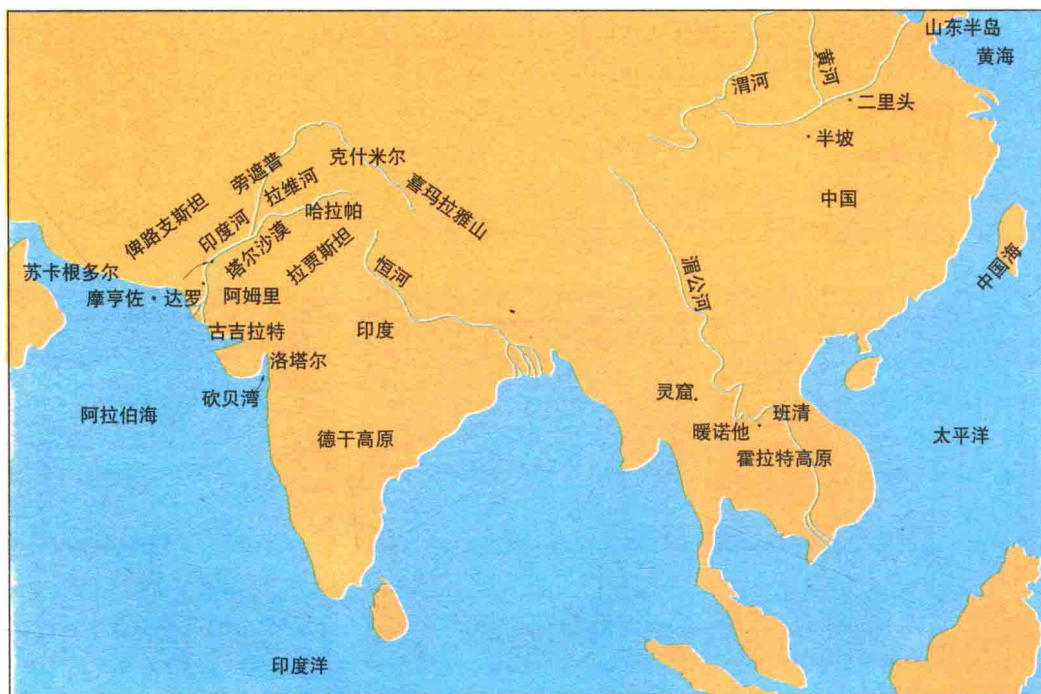 山东半岛
黄海
渭河
黄河
二里头
半坡
中国
克什米尔
旁遮普
拉维河
喜玛拉雅山
俾路支斯坦
印度河
哈拉帕
塔尔沙漠
拉贾斯坦
苏卡根多尔
摩亨佐·达罗
阿姆里
恒河
湄公河
中国海
古吉拉特
印度
洛塔尔
砍贝湾
阿拉伯海
德干高原
灵窟
班清
暖诺他
霍拉特高原
太平洋
印度洋